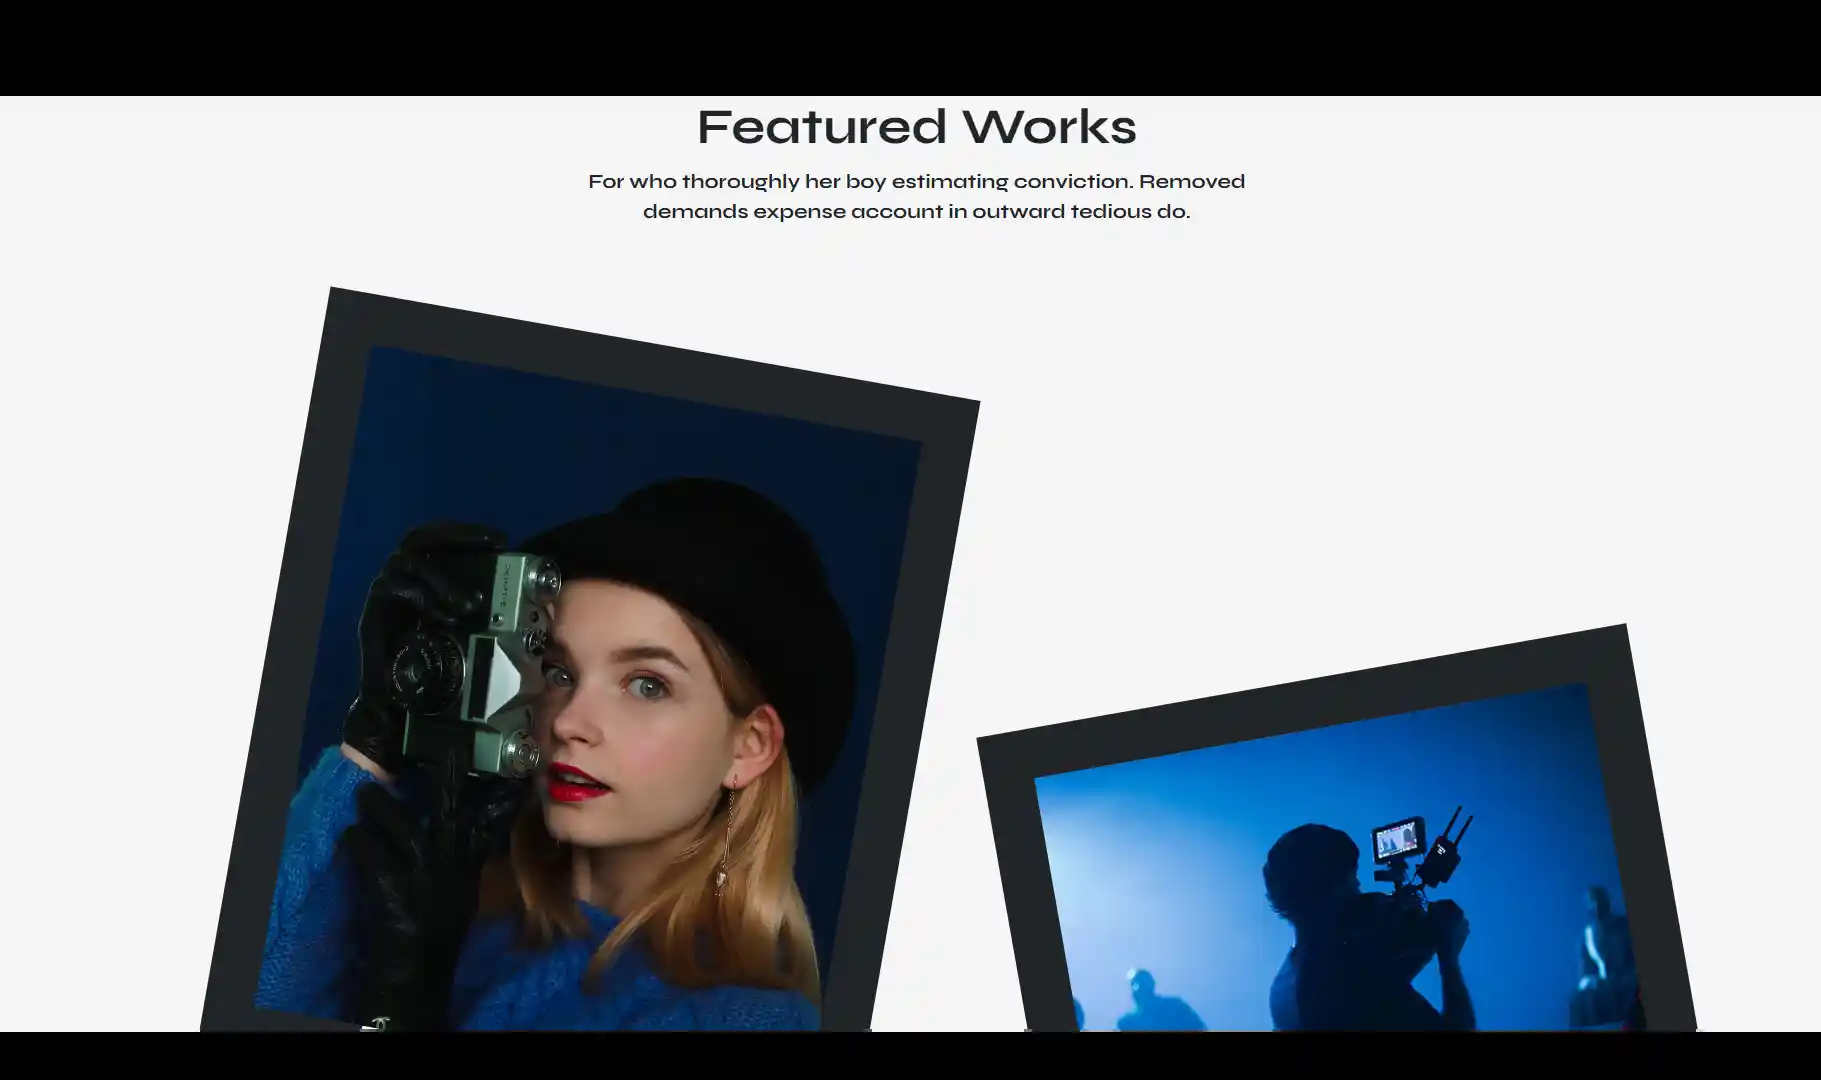 Featured Works
For who thoroughly her boy estimating conviction. Removed
demands expense account in outward tedious do.